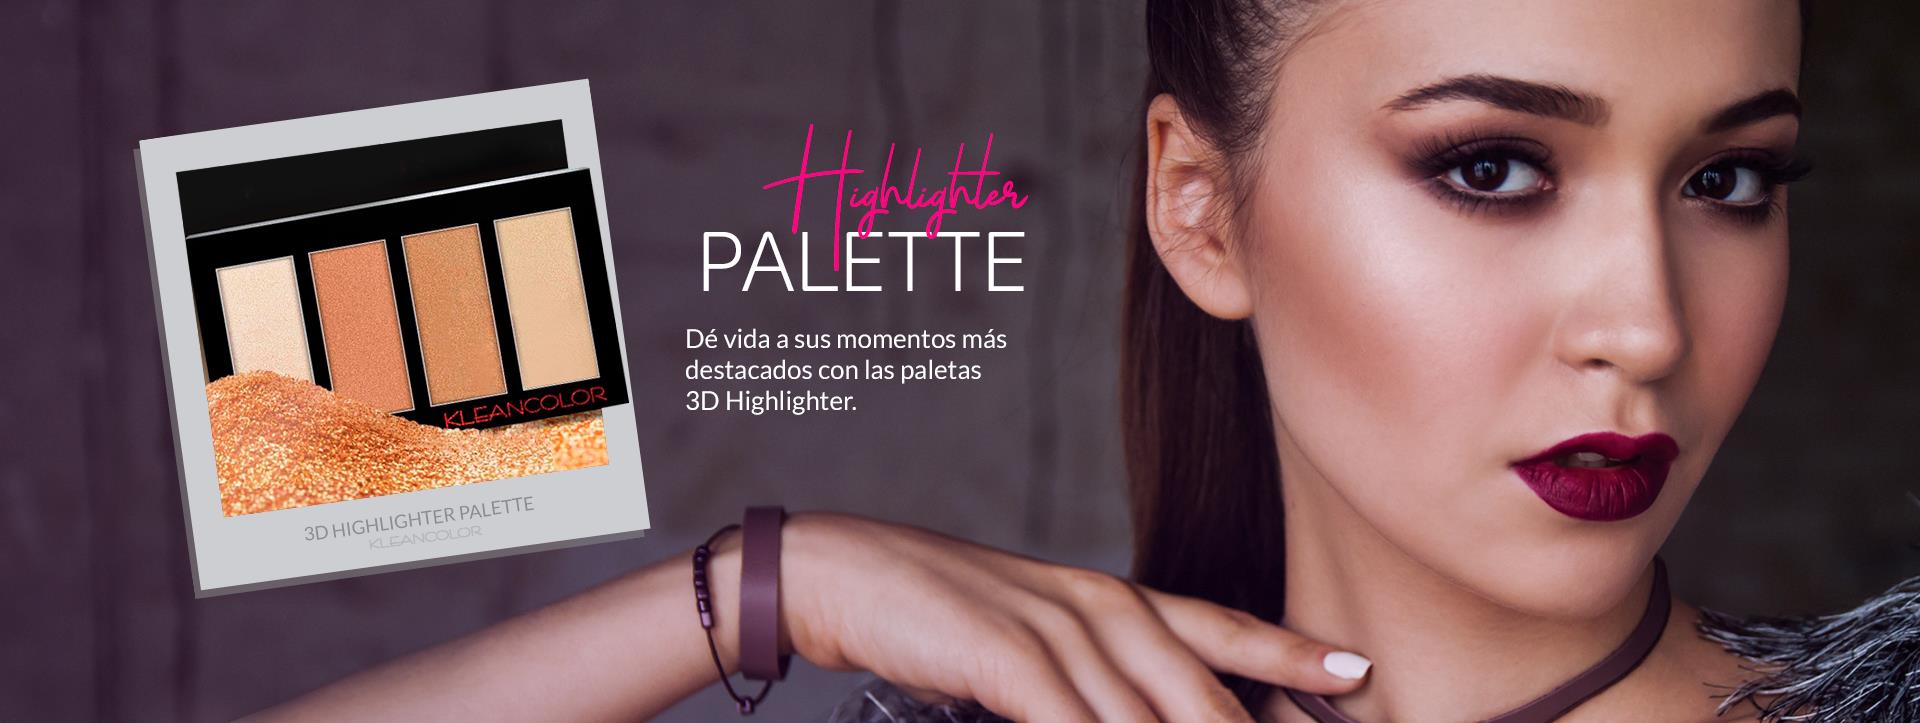 KLEANCOLOR
3D HIGHLIGHTER PALETTE
KLEANCOLOR
Highlighter
PALETTE
Dé vida a sus momentos más
destacados con las paletas
3D Highlighter.